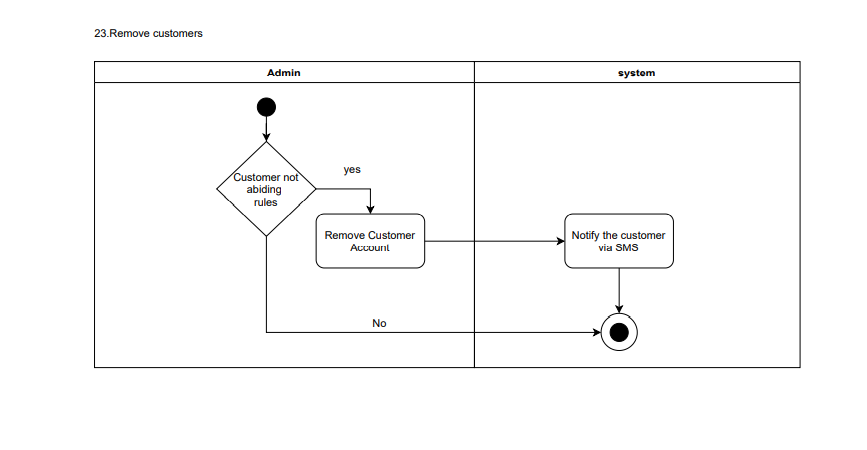 23.Remove customers
Admin
system
Customer not
abiding
rules
yes
Remove Customer
Account
Notify the customer
via SMS
No